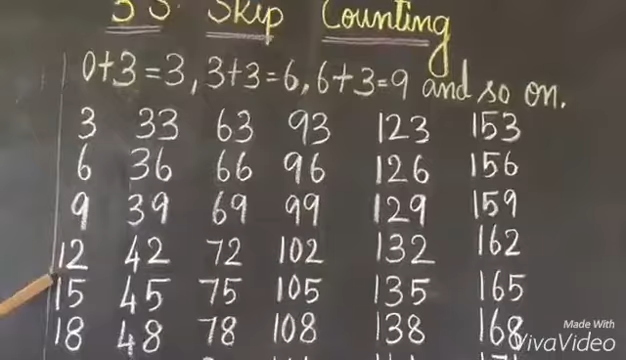 3'S Skip Counting
0+3=3, 3+3=6, 6+3=9 and so on.
3 33 63 93 123 153
6 36 66 96 126 156
9 39 69 99 129 159
12 42 72 102 132 162
15 45 75 105 135 165
18 48 78 108 138 168
Made With
VivaVideo